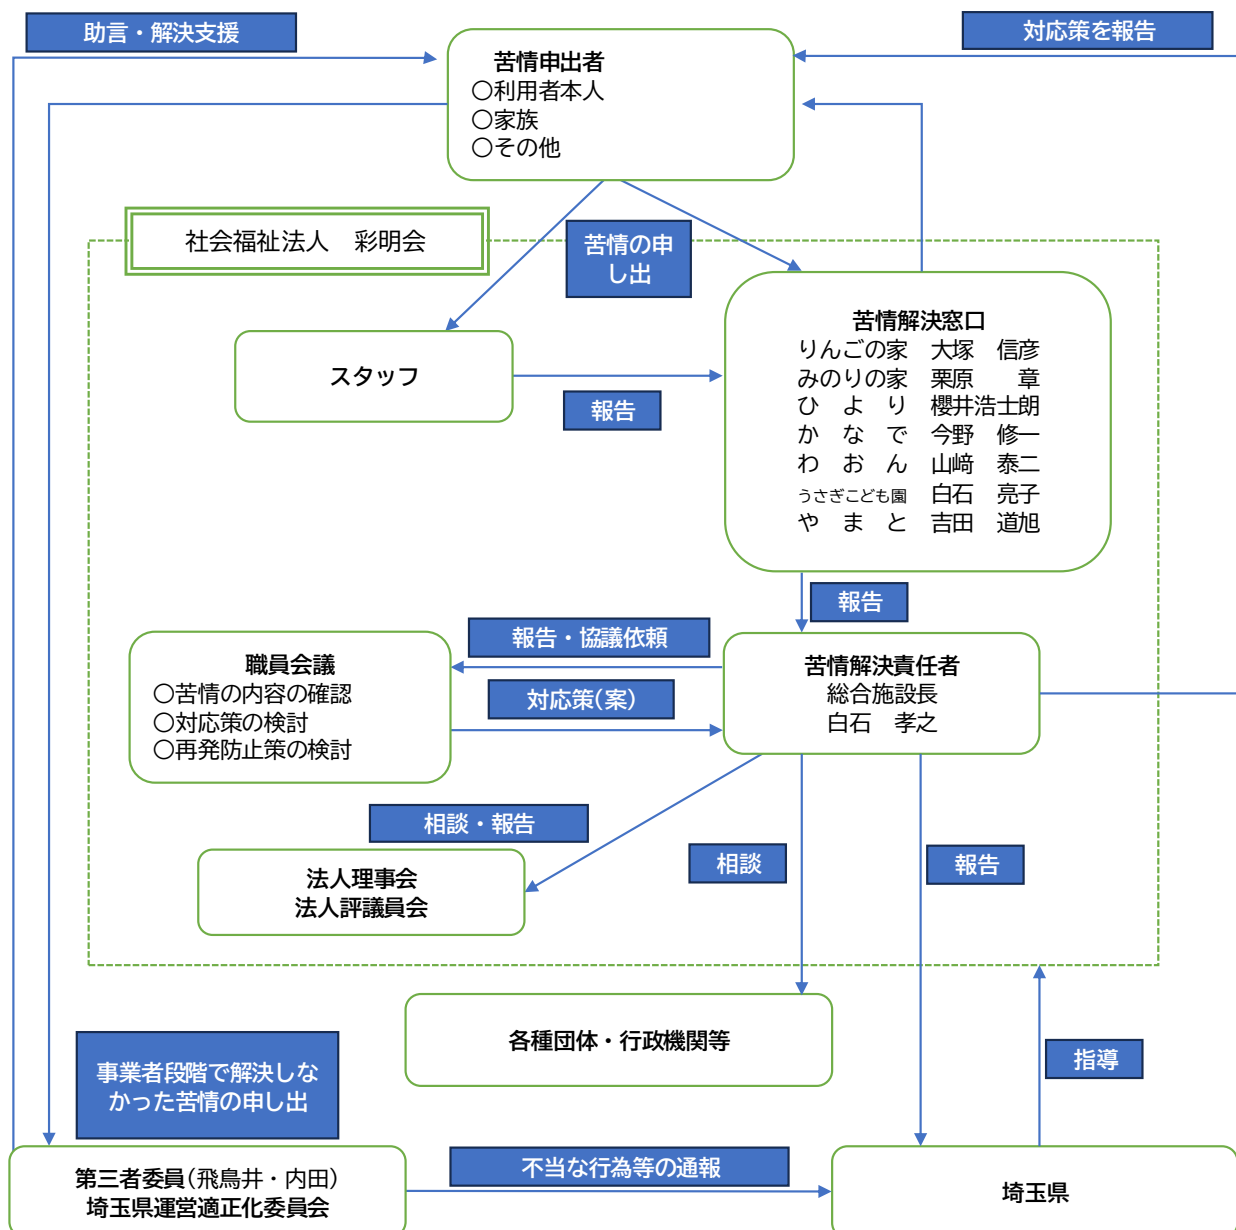 助言・解決支援
対応策を報告
苦情申出者
〇利用者本人
〇家族
〇その他
社会福祉法人　彩明会
苦情の申
し出
苦情解決窓口
りんごの家　大塚　信彦
みのりの家　栗原　　章
ひ　よ　り　櫻井浩士朗
か　な　で　今野　修一
わ　お　ん　山﨑　泰二
うさぎこども園　白石　亮子
や　ま　と　吉田　道旭
スタッフ
報告
報告
報告・協議依頼
職員会議
〇苦情の内容の確認
〇対応策の検討
〇再発防止策の検討
対応策(案)
苦情解決責任者
総合施設長
白石　孝之
相談・報告
相談
報告
法人理事会
法人評議員会
各種団体・行政機関等
指導
事業者段階で解決しな
かった苦情の申し出
第三者委員(飛鳥井・内田)
埼玉県運営適正化委員会
不当な行為等の通報
埼玉県